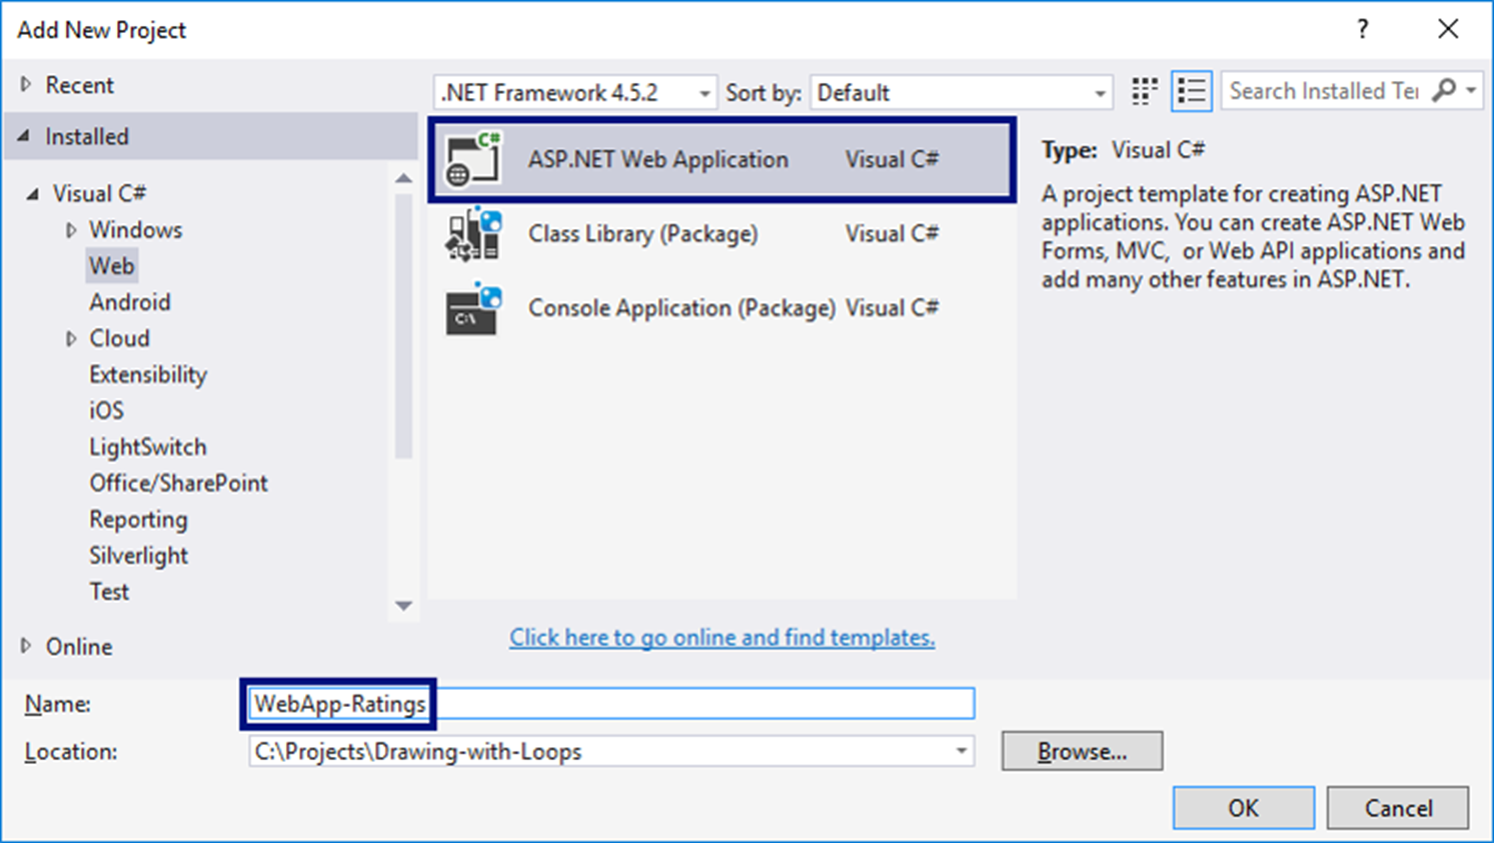 Add New Project
?
Recent
Installed
Visual C#
Windows
Web
Android
Cloud
Extensibility
iOS
LightSwitch
Office/SharePoint
Reporting
Silverlight
Test
Online
.NET Framework 4.5.2
Sort by: Default
Search Installed Te
C# ASP.NET Web Application Visual C#
Class Library (Package) Visual C#
C:\ Console Application (Package) Visual C#
Click here to go online and find templates.
Type: Visual C#
A project template for creating ASP.NET
applications. You can create ASP.NET Web
Forms, MVC, or Web API applications and
add many other features in ASP.NET.
Name: WebApp-Ratings
Location: C:\Projects\Drawing-with-Loops
Browse...
OK Cancel